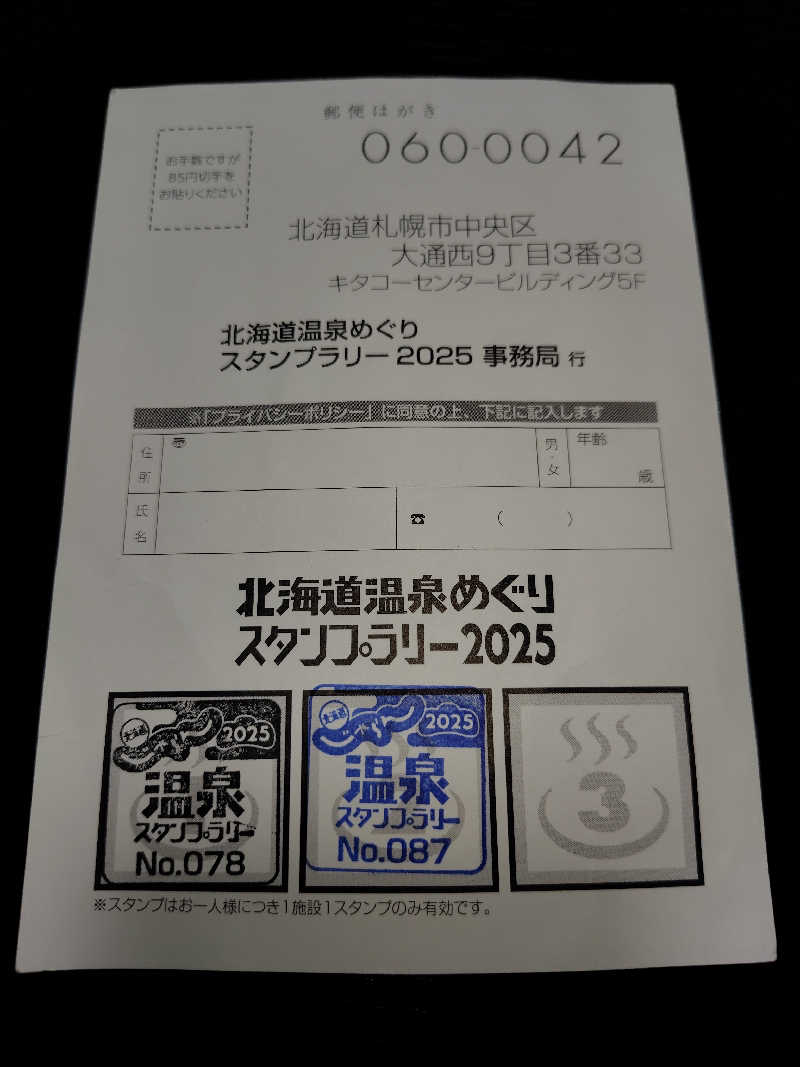 郵便はがき
お手数ですが
85円切手を
お貼りください
060-0042
北海道札幌市中央区
大通西9丁目3番33
キタコーセンタービルディング5F
北海道温泉めぐり
スタンプラリー 2025 事務局 行
※「プライバシーポリシー」に同意の上、下記に記入します
住所
〒
男・女
年齢
歳
氏名
☎ ( )
北海道温泉めぐり
スタンプラリー2025
北海道
2025
温泉
スタンプラリー
No.078
北海道
2025
温泉
スタンプラリー
No.087
3
※スタンプはお一人様につき1施設1スタンプのみ有効です。